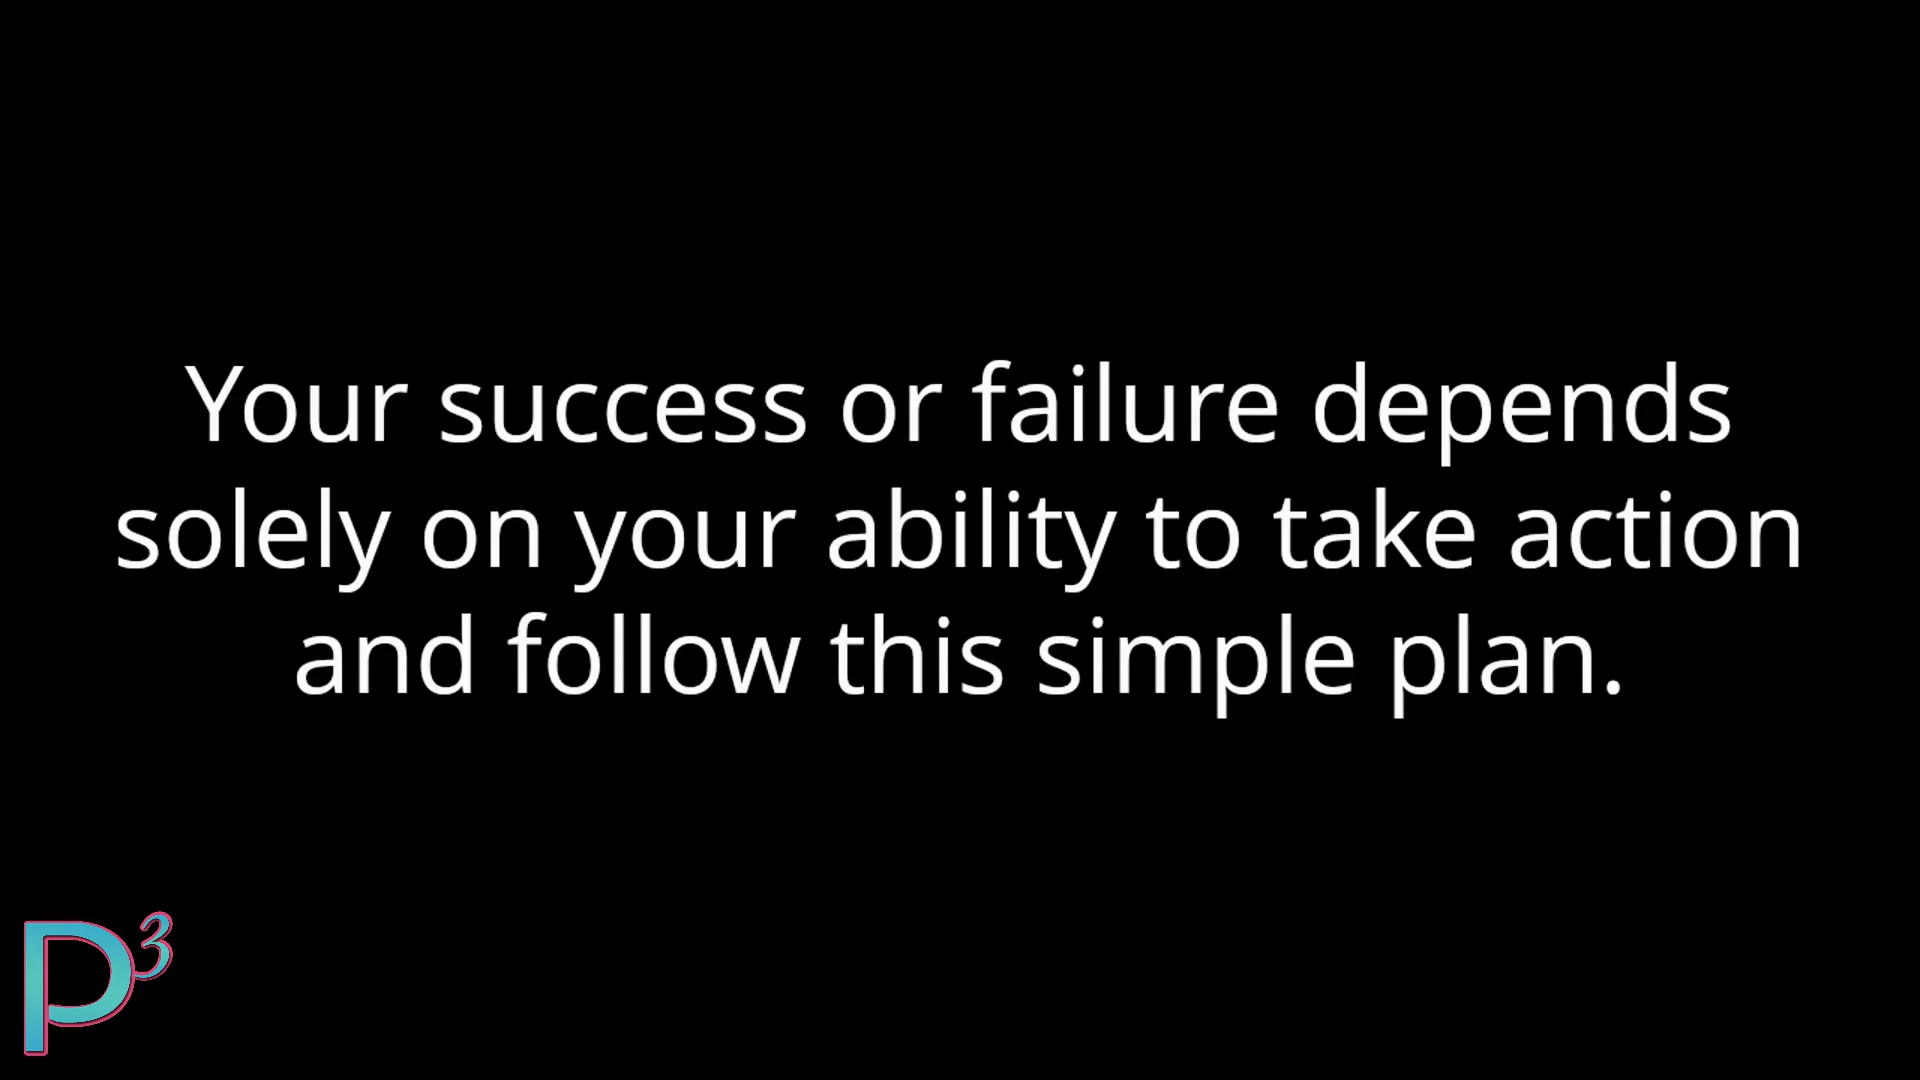 Your success or failure depends
solely on your ability to take action
and follow this simple plan.
P³